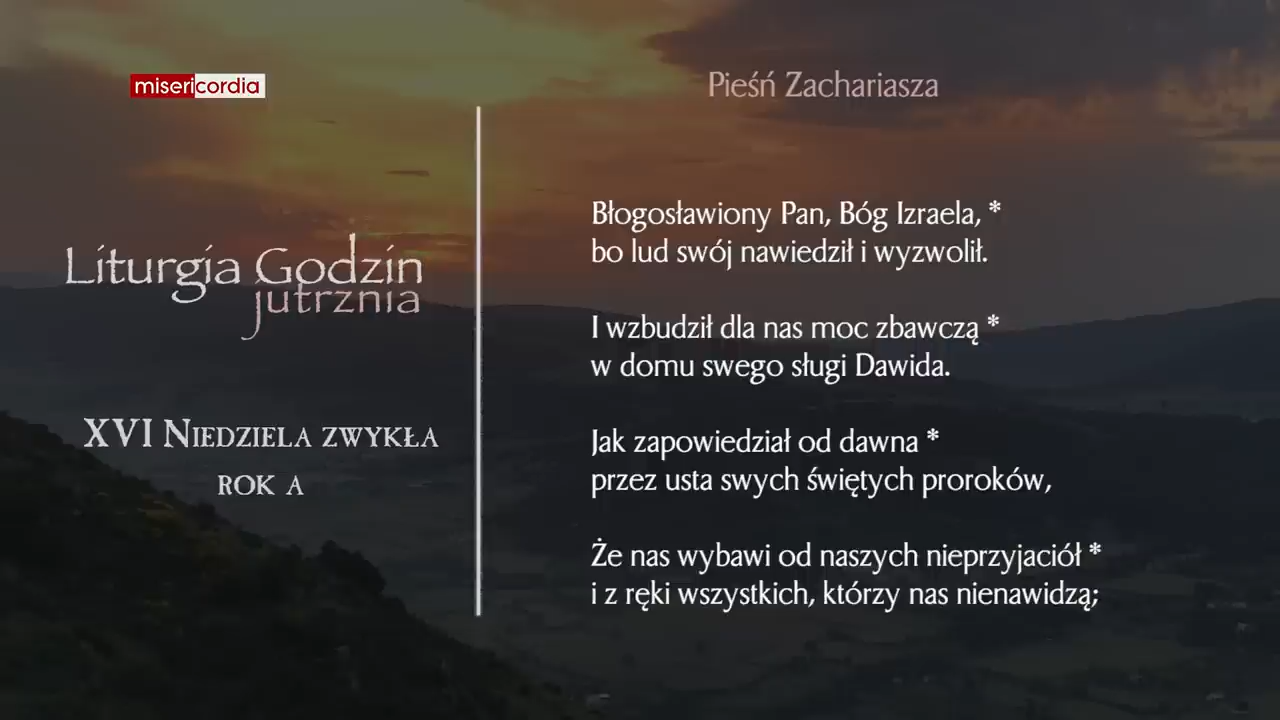 misericordia
Liturgia Godzin
jutrznia
XVI Niedziela zwykła
rok A
Pieśń Zachariasza
Błogosławiony Pan, Bóg Izraela, *
bo lud swój nawiedził i wyzwolił.
I wzbudził dla nas moc zbawczą *
w domu swego sługi Dawida.
Jak zapowiedział od dawna *
przez usta swych świętych proroków,
Że nas wybawi od naszych nieprzyjaciół *
i z ręki wszystkich, którzy nas nienawidzą;